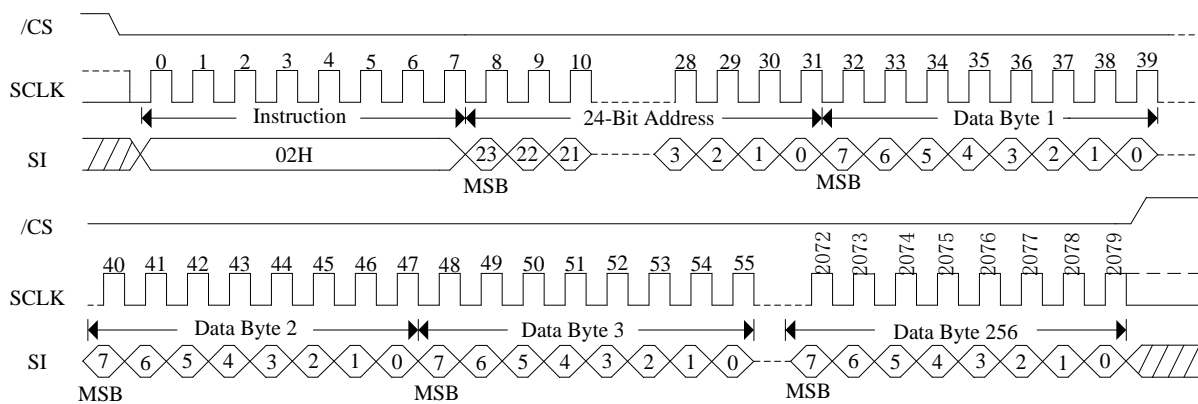 /CS
0 1 2 3 4 5 6 7 8 9 10 28 29 30 31 32 33 34 35 36 37 38 39
SCLK
Instruction 24-Bit Address Data Byte 1
SI 02H 23 22 21 3 2 1 0 7 6 5 4 3 2 1 0
MSB MSB
/CS
40 41 42 43 44 45 46 47 48 49 50 51 52 53 54 55 2072 2073 2074 2075 2076 2077 2078 2079
SCLK
Data Byte 2 Data Byte 3 Data Byte 256
SI 7 6 5 4 3 2 1 0 7 6 5 4 3 2 1 0 7 6 5 4 3 2 1 0
MSB MSB MSB